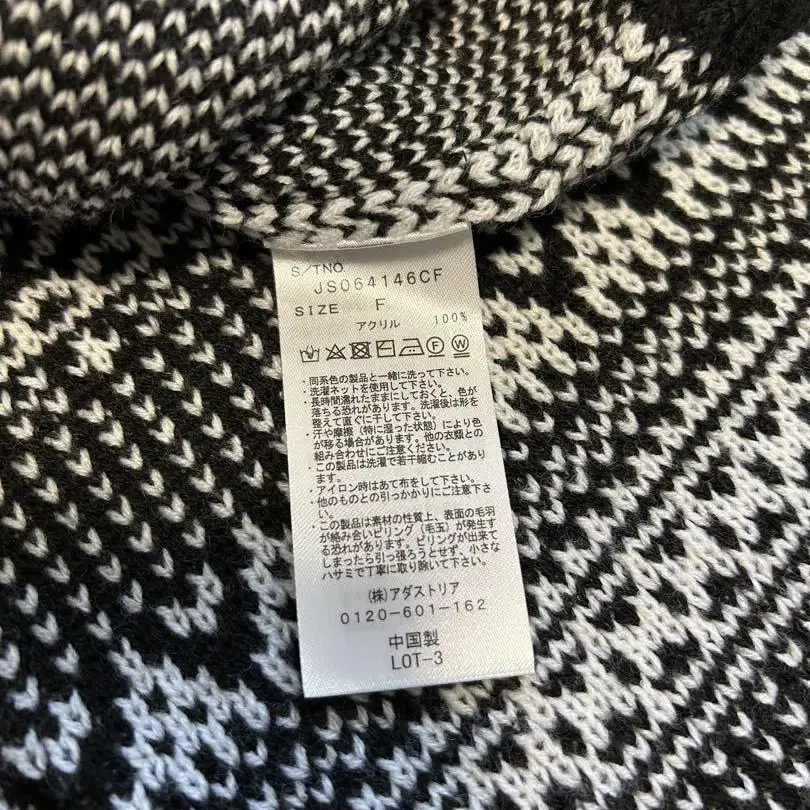 S/TNO
JS064146CF
SIZE F
アクリル 100%
・同系色の製品と一緒に洗って下さい。
・洗濯ネットを使用して下さい。
・長時間濡れたままにしておくと、色が
落ちる恐れがあります。洗濯後は形を
整えて直ぐに干して下さい。
・汗や摩擦（特に湿った状態）により色
が移る場合があります。他の衣類との
組み合わせにご注意ください。
・この製品は洗濯で若干縮むことがあり
ます。
・アイロン時はあて布をして下さい。
・他のものとの引っかかりにご注意下さ
い。
・この製品は素材の性質上、表面の毛羽
が絡み合いピリング（毛玉）が発生す
る恐れがあります。ピリングが出来て
しまったら引っ張ろうとせず、小さな
ハサミで丁寧に取り除いて下さい。
（株）アダストリア
0120-601-162
中国製
LOT-3